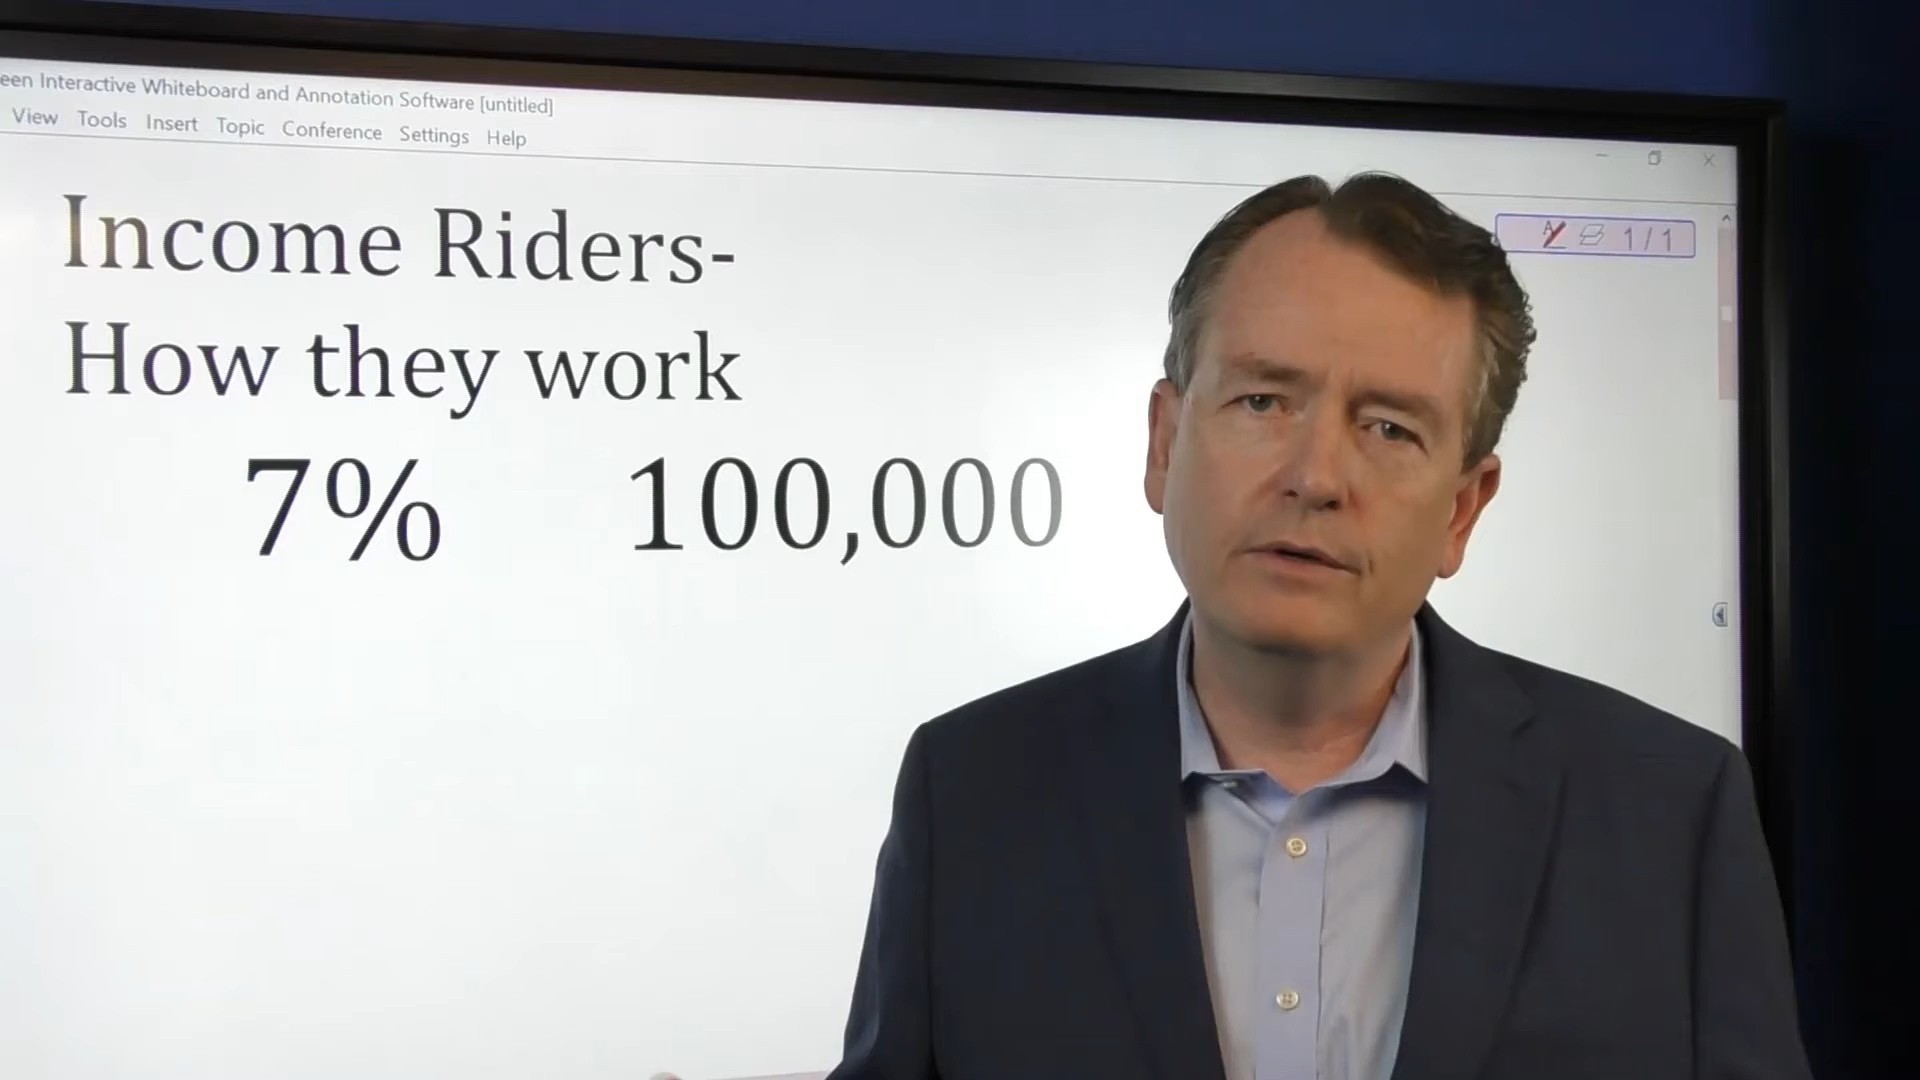 een Interactive Whiteboard and Annotation Software [untitled]
View Tools Insert Topic Conference Settings Help
1/1
Income Riders-
How they work
7% 100,000